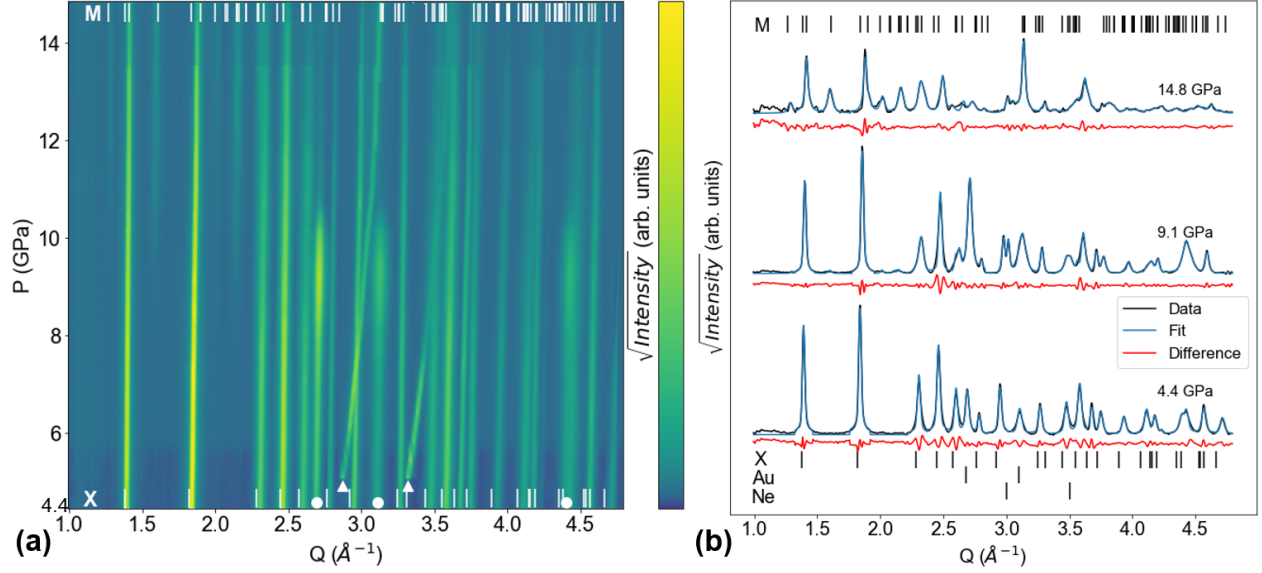 M
14
12
10
8
6
4.4
P (GPa)
X
1.0 1.5 2.0 2.5 3.0 3.5 4.0 4.5
Q (Å⁻¹)
(a)
√Intensity (arb. units)
√Intensity (arb. units)
M
14.8 GPa
9.1 GPa
Data
Fit
Difference
4.4 GPa
X
Au
Ne
1.0 1.5 2.0 2.5 3.0 3.5 4.0 4.5
Q (Å⁻¹)
(b)